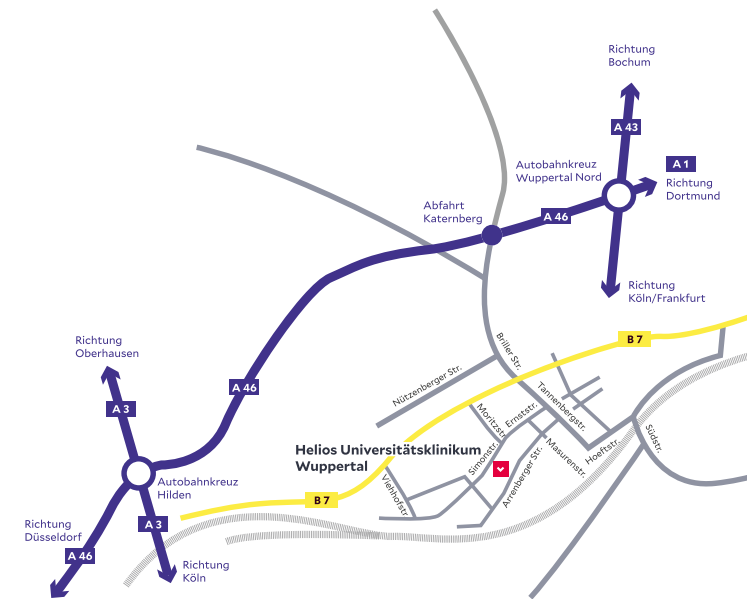 Richtung
Bochum
A 43
A 1
Autobahnkreuz
Wuppertal Nord
Richtung
Dortmund
Abfahrt
Katernberg
A 46
Richtung
Köln/Frankfurt
Richtung
Oberhausen
B 7
Briller Str.
Nützenberger Str.
A 46
A 3
Tannenbergstr.
Moritzstr.
Ernststr.
Hoeftstr.
Südstr.
Masurenstr.
Helios Universitätsklinikum
Wuppertal
Simonstr.
Arrenberger Str.
Viehhofstr.
Autobahnkreuz
Hilden
B 7
A 3
Richtung
Düsseldorf
A 46
Richtung
Köln